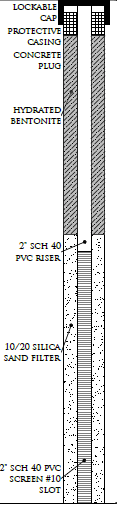 LOCKABLE
CAP
PROTECTIVE
CASING
CONCRETE
PLUG
HYDRATED
BENTONITE
2" SCH 40
PVC RISER
10/20 SILICA
SAND FILTER
2" SCH 40 PVC
SCREEN #10
SLOT